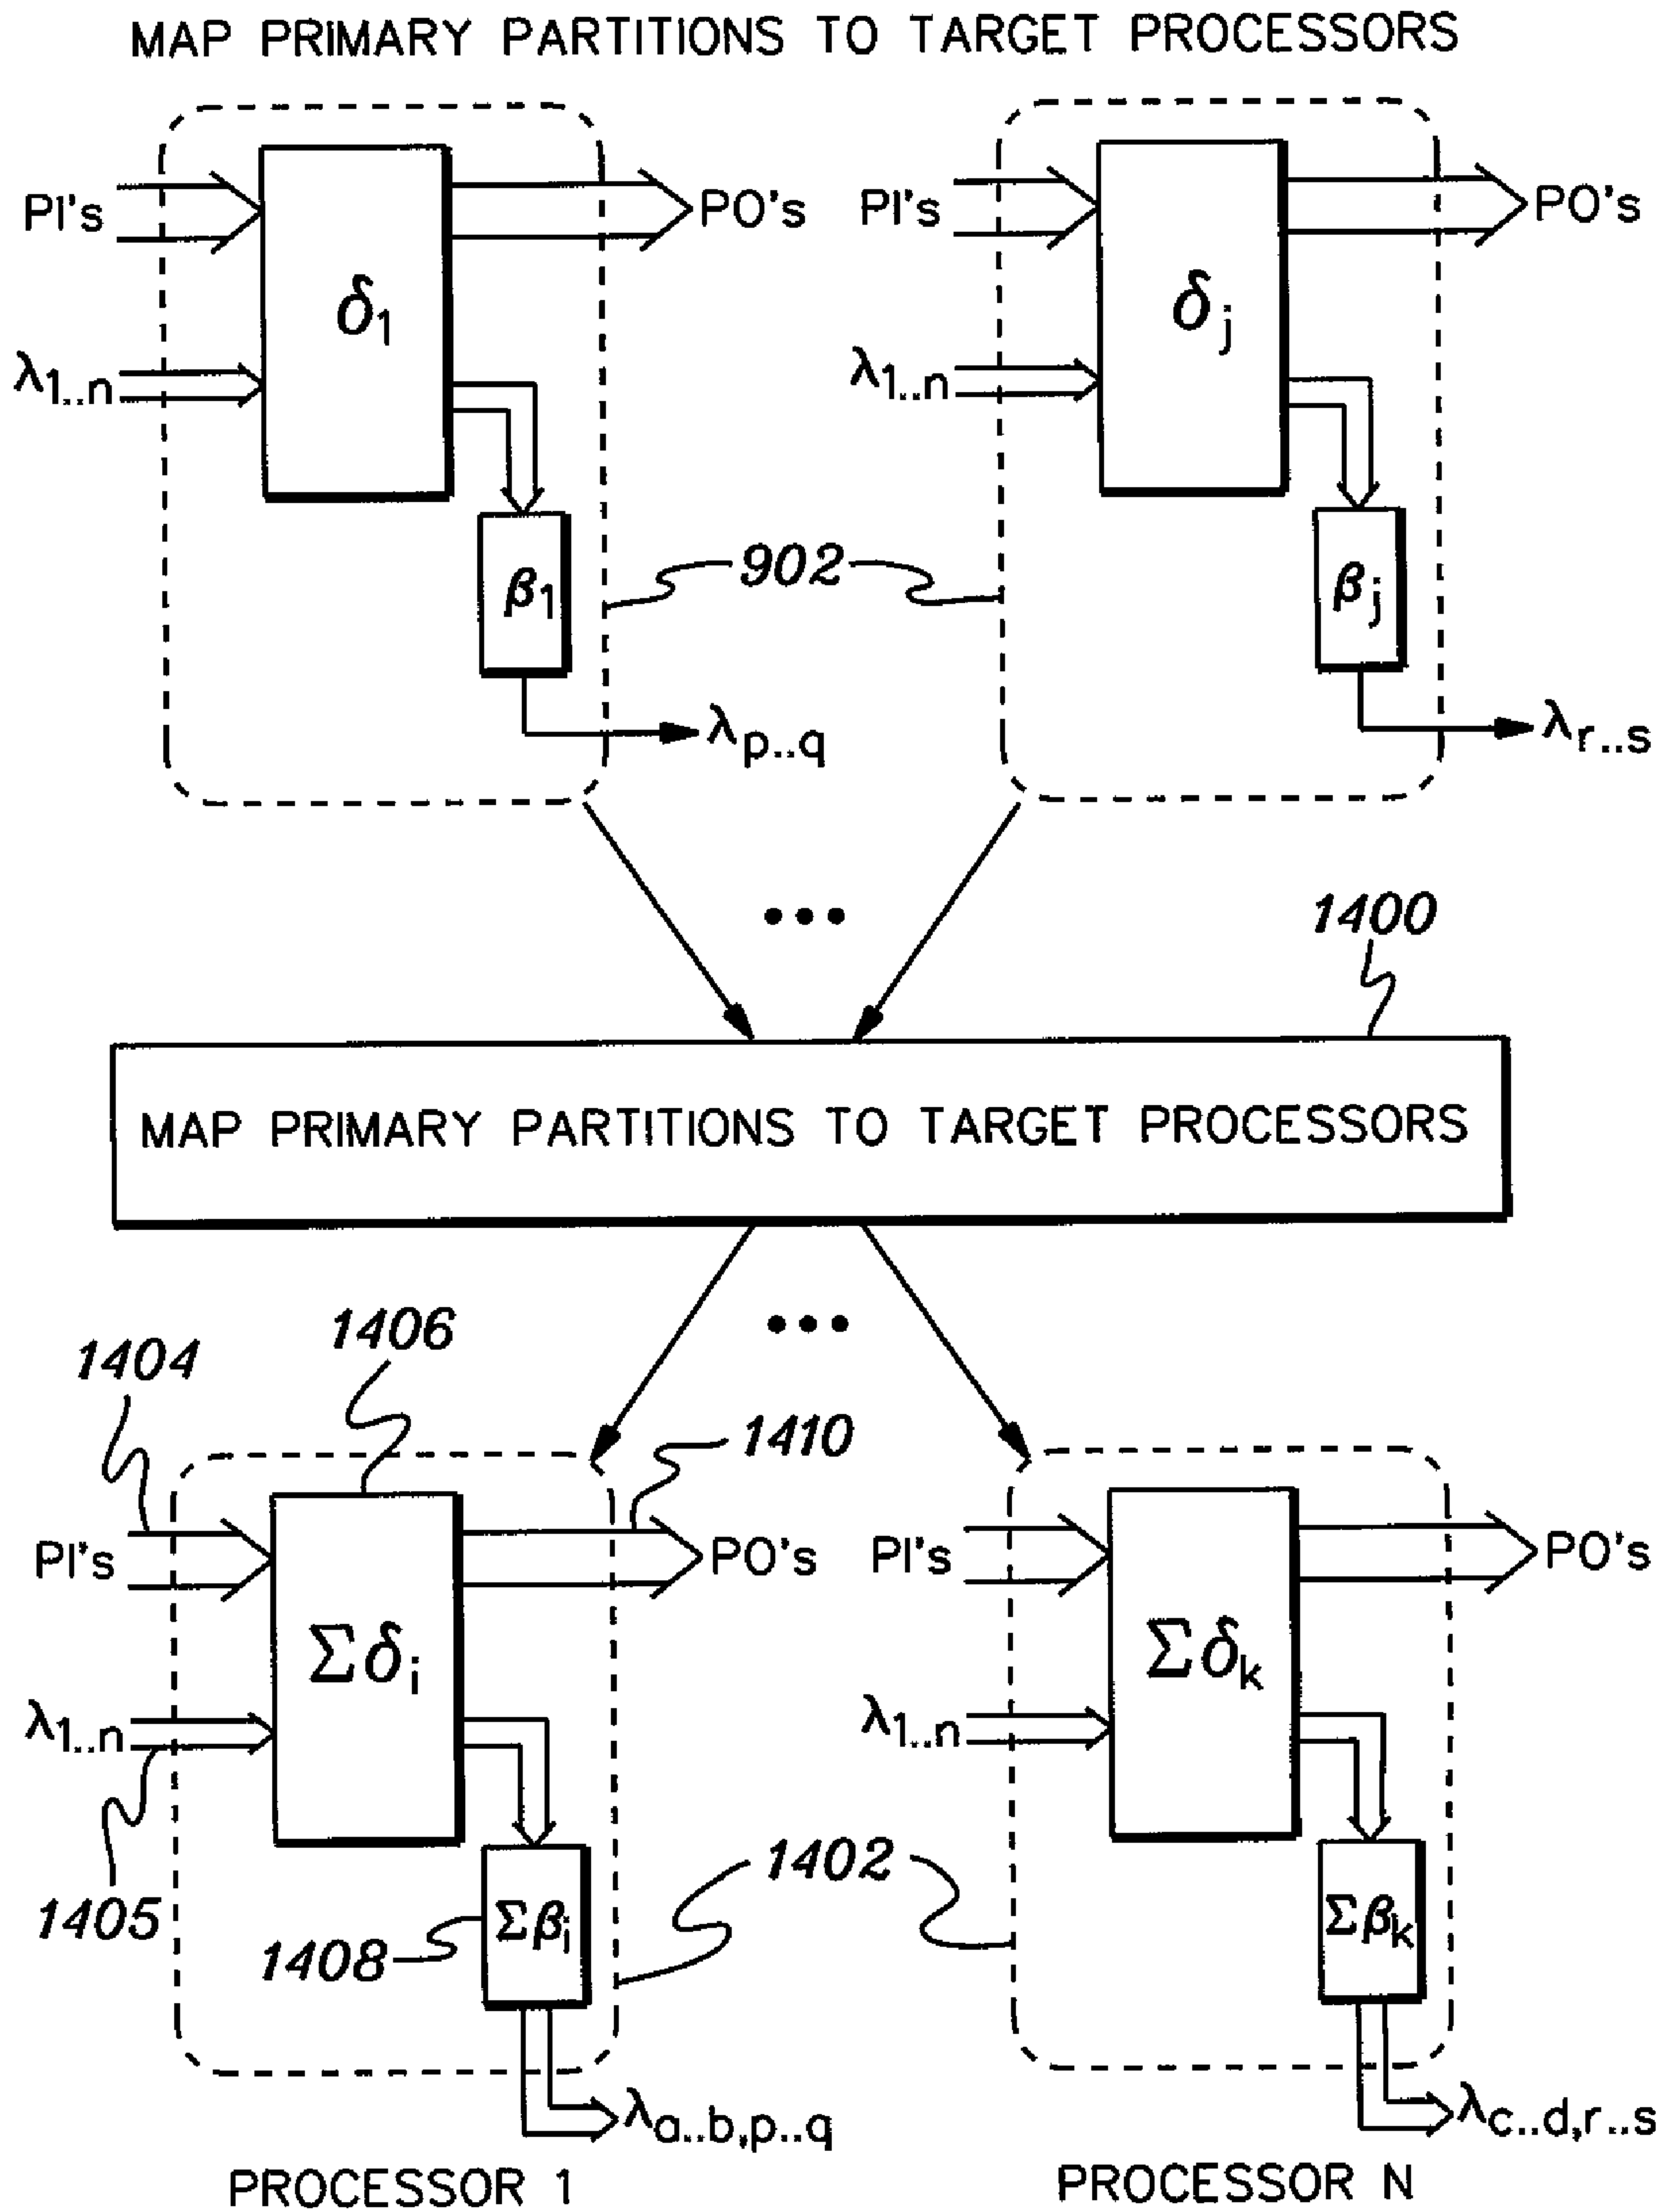 MAP PRIMARY PARTITIONS TO TARGET PROCESSORS
PI's
δ1
PO's
λ1..n
β1
λp..q
902
PI's
δj
PO's
λ1..n
βj
λr..s
•••
1400
MAP PRIMARY PARTITIONS TO TARGET PROCESSORS
•••
1404
1406
1410
PI's
Σδi
PO's
λ1..n
1405
1408
Σβi
1402
λa..b,p..q
PROCESSOR 1
PI's
Σδk
PO's
λ1..n
Σβk
λc..d,r..s
PROCESSOR N